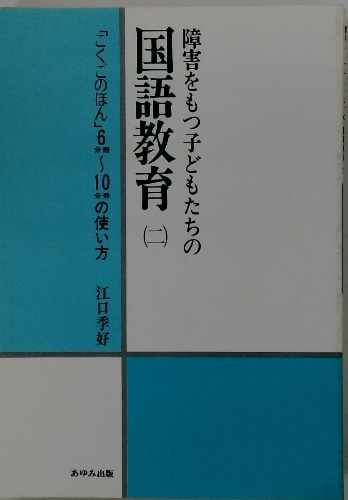 障害をもつ子どもたちの
国語教育(二)
「こくごのほん」6分冊〜10分冊の使い方
江口季好
あゆみ出版